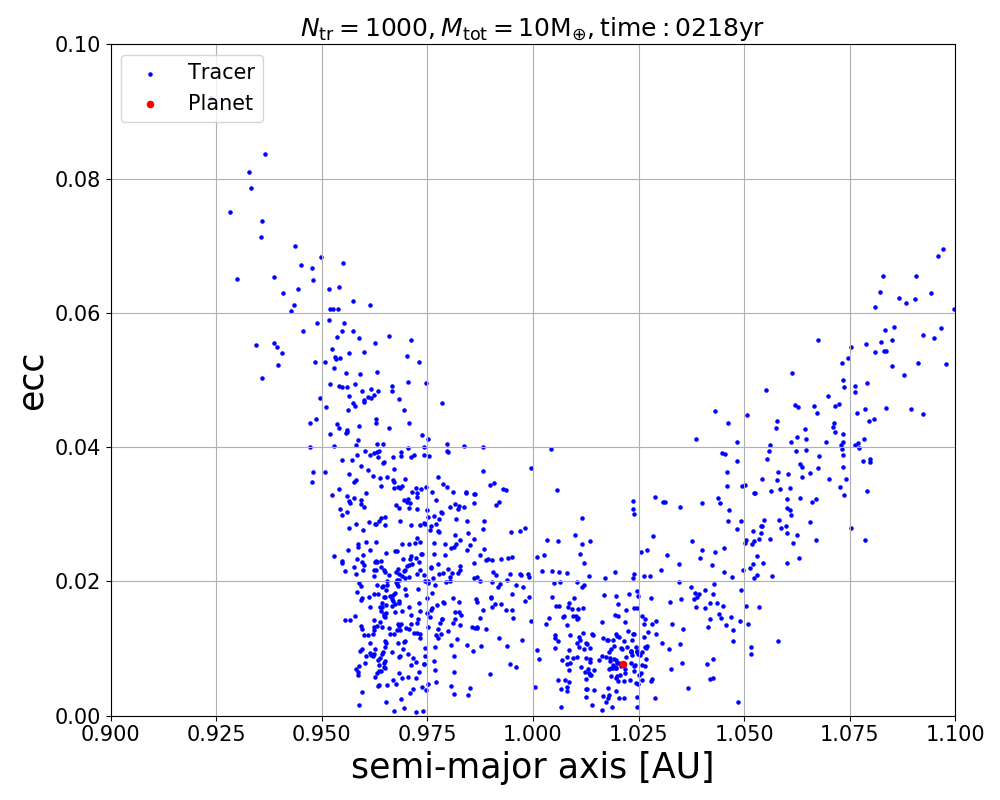 N_tr = 1000, M_tot = 10M_⊕, time : 0218yr
Tracer
Planet
0.10
0.08
0.06
0.04
0.02
0.00
ecc
0.900 0.925 0.950 0.975 1.000 1.025 1.050 1.075 1.100
semi-major axis [AU]